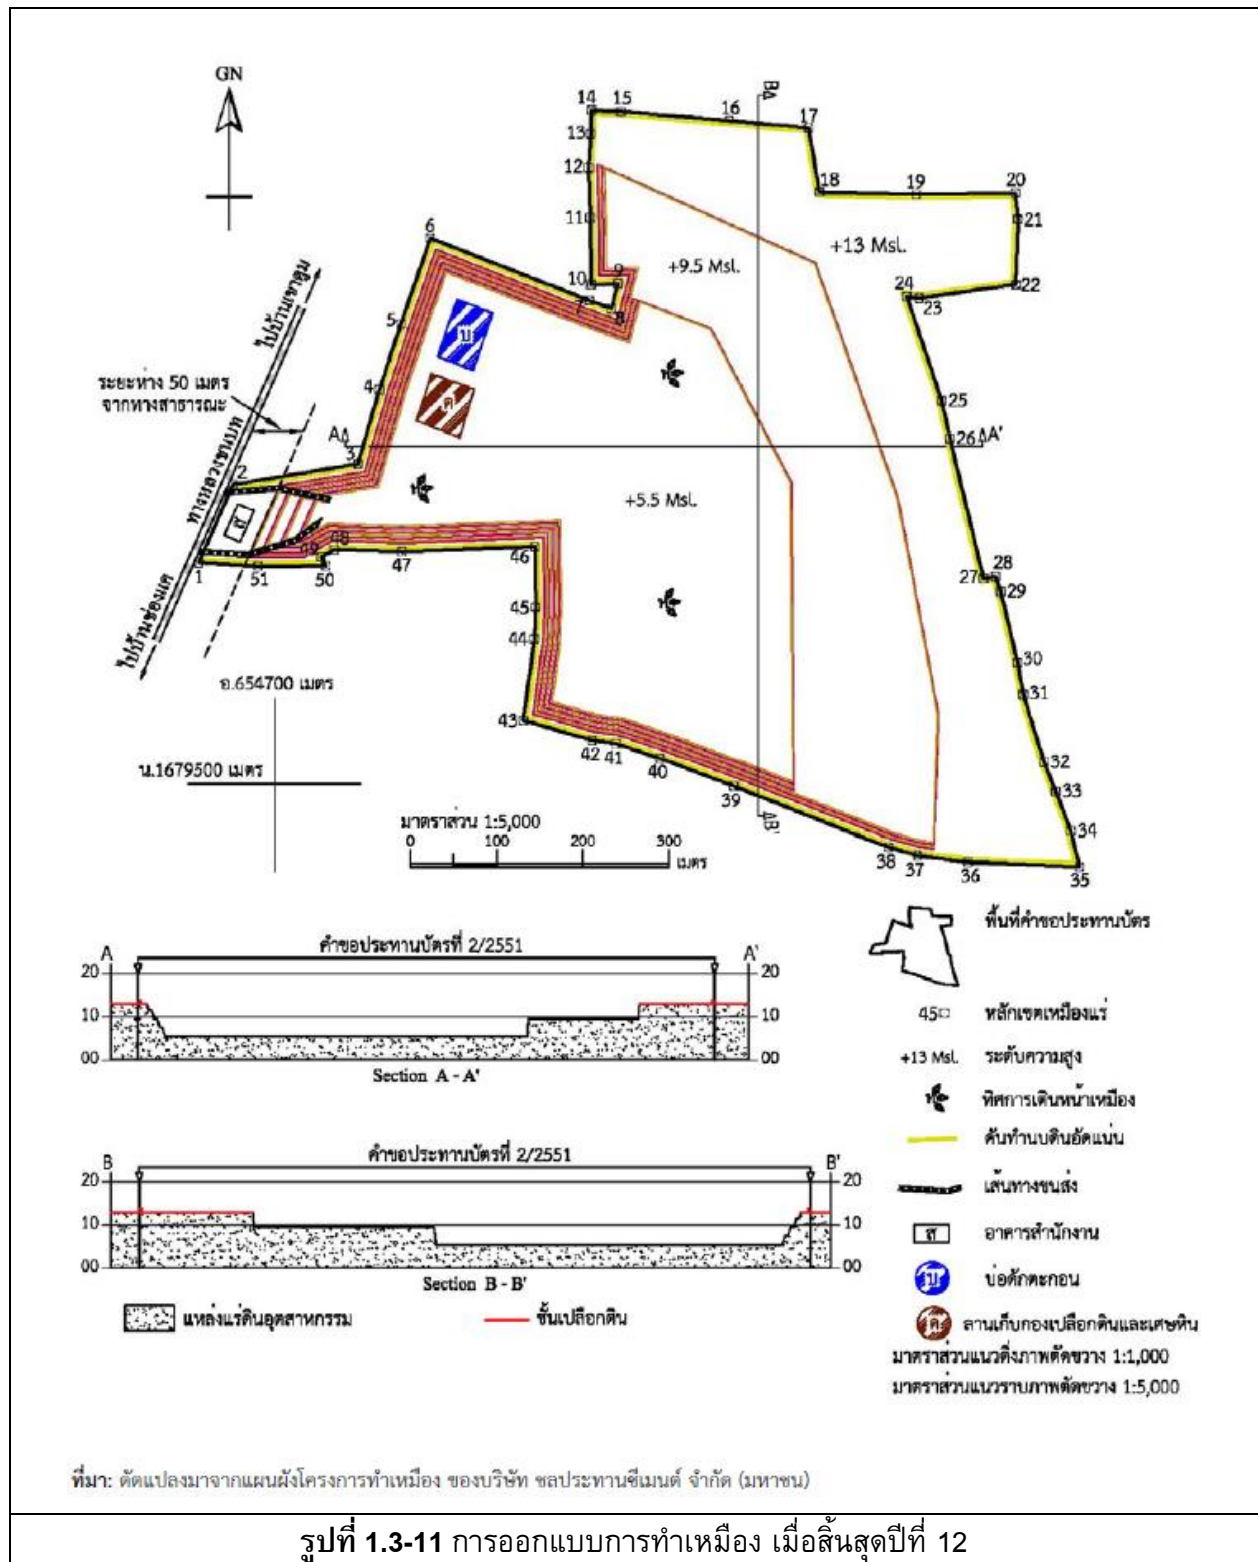 GN
14 15 16 17
13
12
11
10 9
7 8
18 19 20
21
22
24 23
25
26
6
5
4
3
2
1 51 50
49 48 47 46
45
44
43 42 41 40 39
38 37 36 35
27 28
29
30
31
32
33
34
B
B'
A
A'
+13 Msl.
+9.5 Msl.
+5.5 Msl.
บ
ค
ส
ไปบ้านเขาดูม
ทางหลวงชนบท
ไปบ้านช่องแค
ระยะห่าง 50 เมตร
จากทางสาธารณะ
อ.654700 เมตร
น.1679500 เมตร
มาตราส่วน 1:5,000
0 100 200 300
เมตร
พื้นที่คำขอประทานบัตร
45 หลักเขตเหมืองแร่
+13 Msl. ระดับความสูง
ทิศการเดินหน้าเหมือง
คันทำนบดินอัดแน่น
เส้นทางขนส่ง
ส อาคารสำนักงาน
บ บ่อดักตะกอน
ค ลานเก็บกองเปลือกดินและเศษหิน
มาตราส่วนแนวดิ่งภาพตัดขวาง 1:1,000
มาตราส่วนแนวราบภาพตัดขวาง 1:5,000
A คำขอประทานบัตรที่ 2/2551 A'
20 20
10 10
00 00
Section A - A'
B คำขอประทานบัตรที่ 2/2551 B'
20 20
10 10
00 00
Section B - B'
แหล่งแร่ดินอุตสาหกรรม ชั้นเปลือกดิน
ที่มา: ดัดแปลงมาจากแผนผังโครงการทำเหมือง ของบริษัท ชลประทานซีเมนต์ จำกัด (มหาชน)
รูปที่ 1.3-11 การออกแบบการทำเหมือง เมื่อสิ้นสุดปีที่ 12